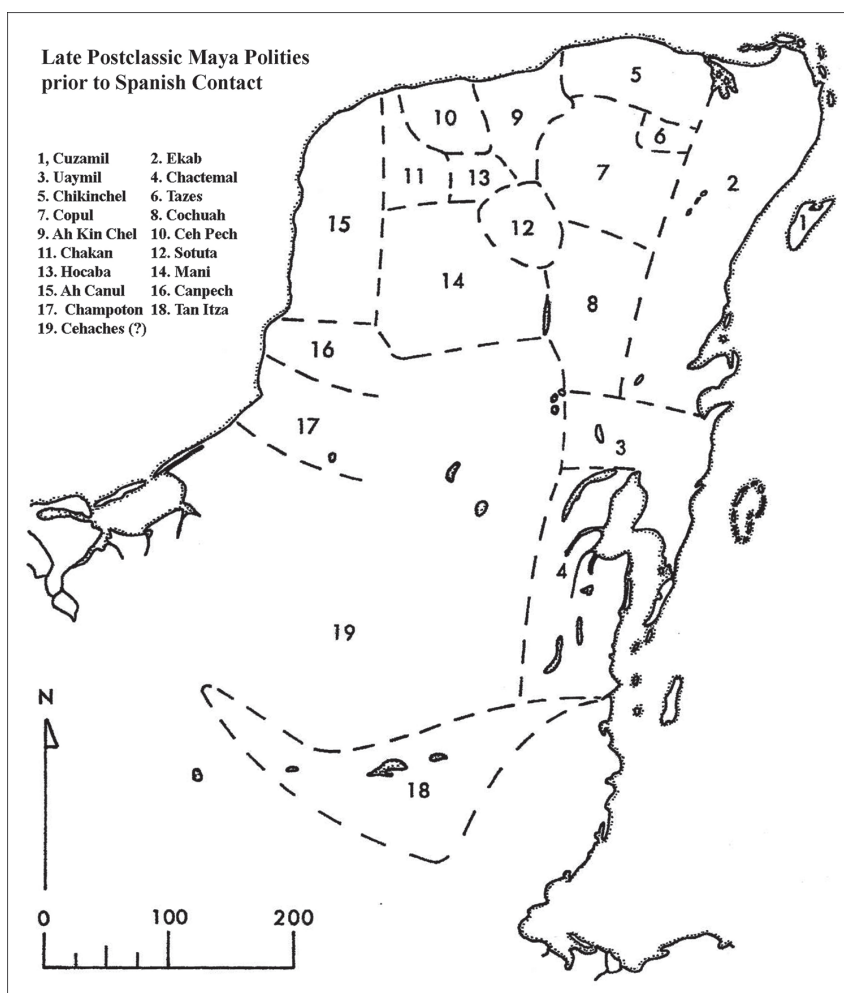 Late Postclassic Maya Polities
prior to Spanish Contact
1, Cuzamil 2. Ekab
3. Uaymil 4. Chactemal
5. Chikinchel 6. Tazes
7. Copul 8. Cochuah
9. Ah Kin Chel 10. Ceh Pech
11. Chakan 12. Sotuta
13. Hocaba 14. Mani
15. Ah Canul 16. Canpech
17. Champoton 18. Tan Itza
19. Cehaches (?)
5
10
9
6
7
11
13
2
15
12
1
14
8
16
17
3
4
19
N
18
0 100 200